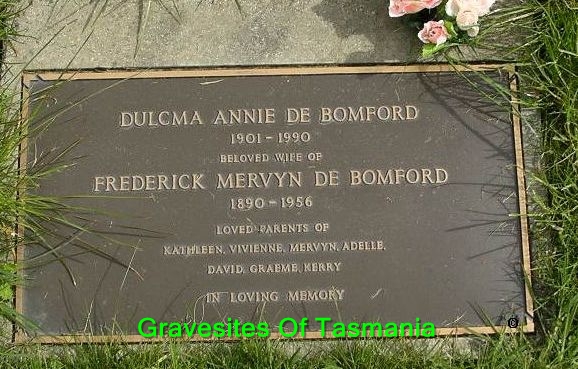 DULCMA ANNIE DE BOMFORD
1901 - 1990
BELOVED WIFE OF
FREDERICK MERVYN DE BOMFORD
1890 - 1956
LOVED PARENTS OF
KATHLEEN, VIVIENNE, MERVYN, ADELLE,
DAVID, GRAEME, KERRY
IN LOVING MEMORY
Gravesites Of Tasmania